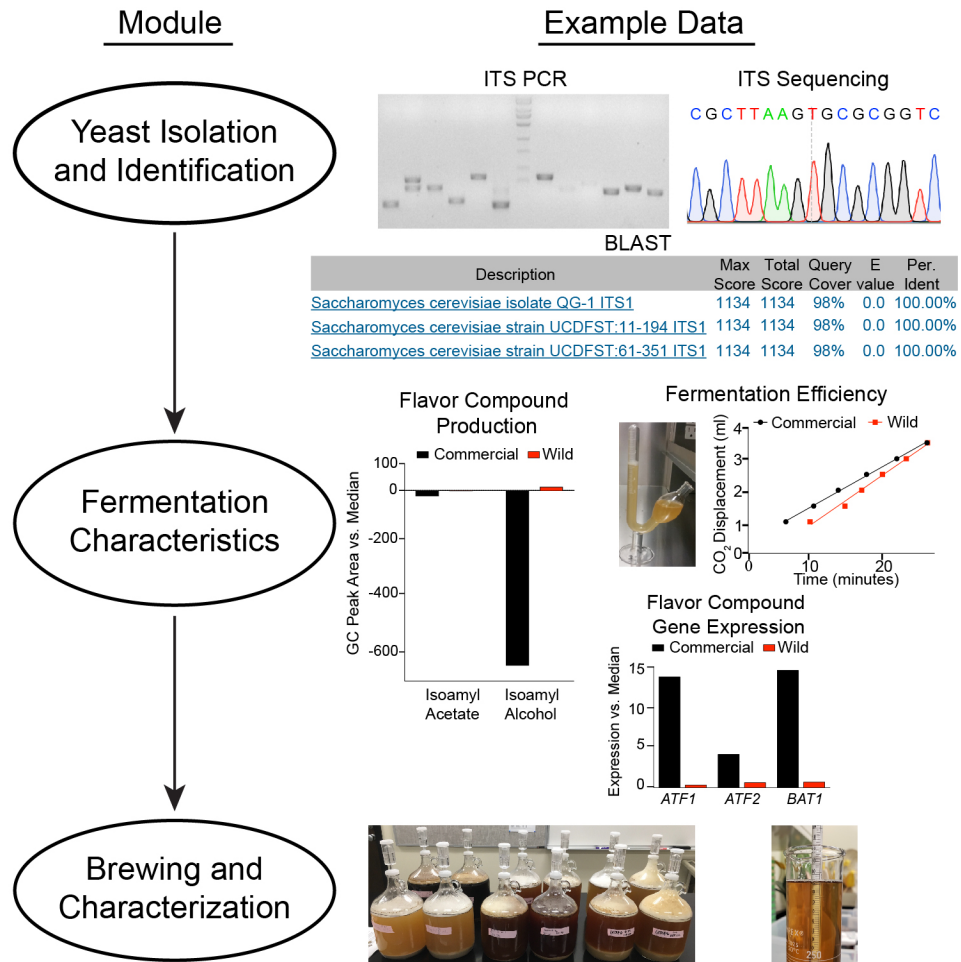 Module
Example Data
Yeast Isolation
and Identification
ITS PCR
ITS Sequencing
CGCTTAAGTGCGCGGTC
BLAST
Description Max Score Total Score Query Cover E value Per. Ident
Saccharomyces cerevisiae isolate QG-1 ITS1 1134 1134 98% 0.0 100.00%
Saccharomyces cerevisiae strain UCDFST:11-194 ITS1 1134 1134 98% 0.0 100.00%
Saccharomyces cerevisiae strain UCDFST:61-351 ITS1 1134 1134 98% 0.0 100.00%
Fermentation
Characteristics
Flavor Compound
Production
Commercial Wild
GC Peak Area vs. Median
100
0
-200
-400
-600
Isoamyl
Acetate
Isoamyl
Alcohol
Fermentation Efficiency
Commercial Wild
CO2 Displacement (ml)
4
3
2
1
0
0 10 20
Time (minutes)
Flavor Compound
Gene Expression
Commercial Wild
Expression vs. Median
15
10
5
0
ATF1 ATF2 BAT1
Brewing and
Characterization
250